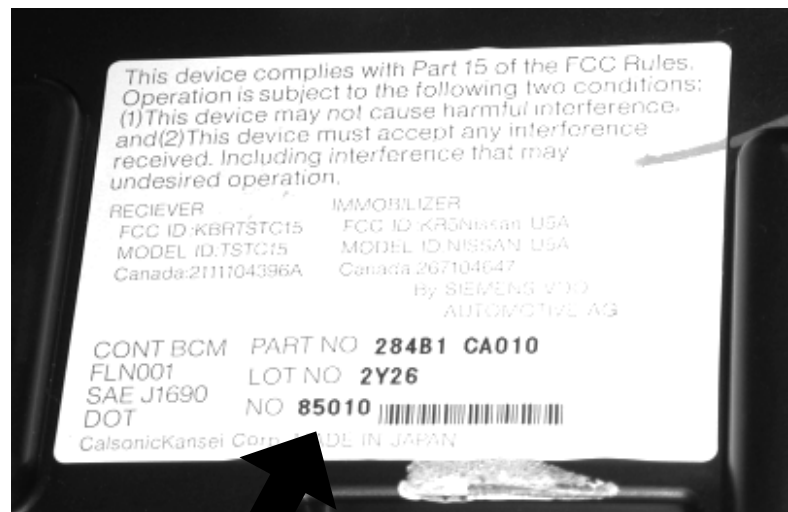 This device complies with Part 15 of the FCC Rules.
Operation is subject to the following two conditions:
(1)This device may not cause harmful interference.
and(2)This device must accept any interference
received. Including interference that may
undesired operation.
RECIEVER IMMOBILIZER
FCC ID:KBRTSTC15 FCC ID:KR5Nissan U5A
MODEL ID:TSTC15 MODEL ID:NISSAN U5A
Canada:2111104396A Canada:267104647
By SIEMENS VDO
AUTOMOTIVE AG
CONT BCM PART NO 284B1 CA010
FLN001 LOT NO 2Y26
SAE J1690
DOT NO 85010
CalsonicKansei Corp. IN JAPAN